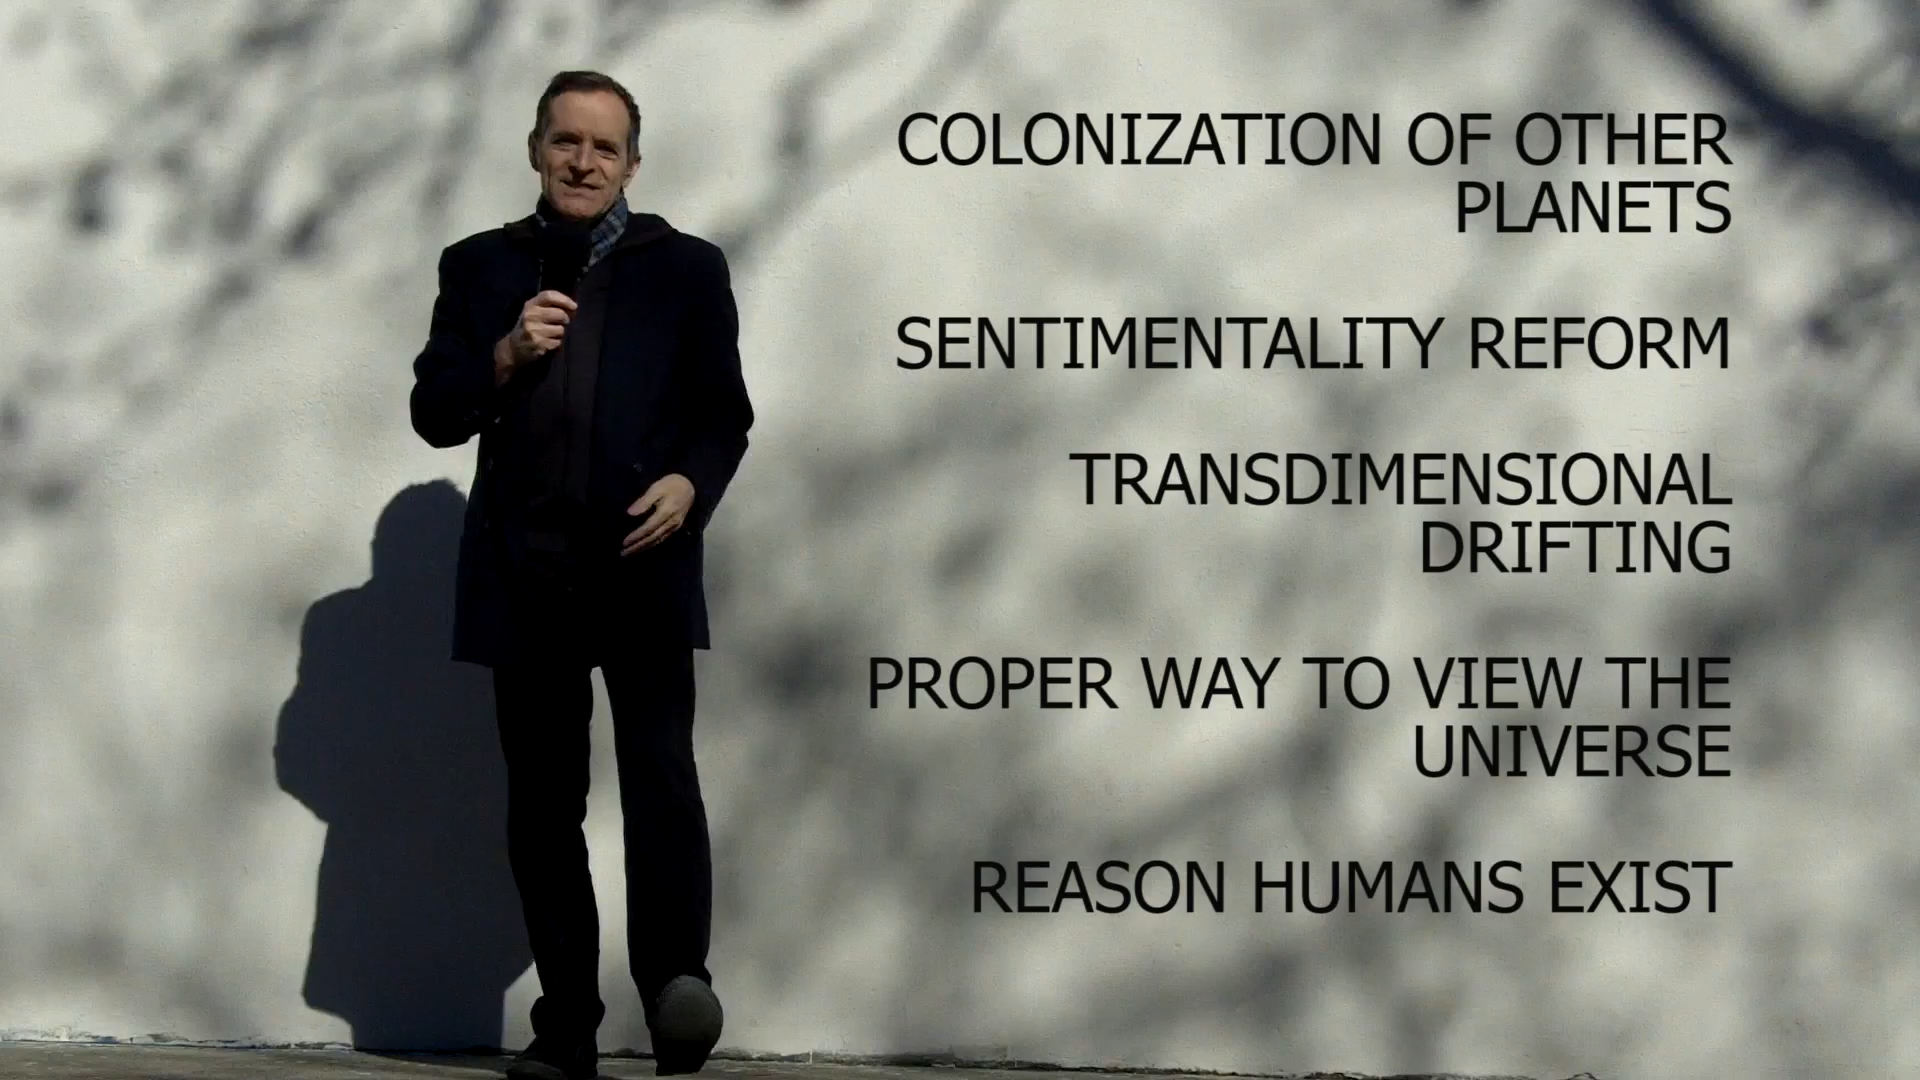 COLONIZATION OF OTHER
PLANETS
SENTIMENTALITY REFORM
TRANSDIMENSIONAL
DRIFTING
PROPER WAY TO VIEW THE
UNIVERSE
REASON HUMANS EXIST